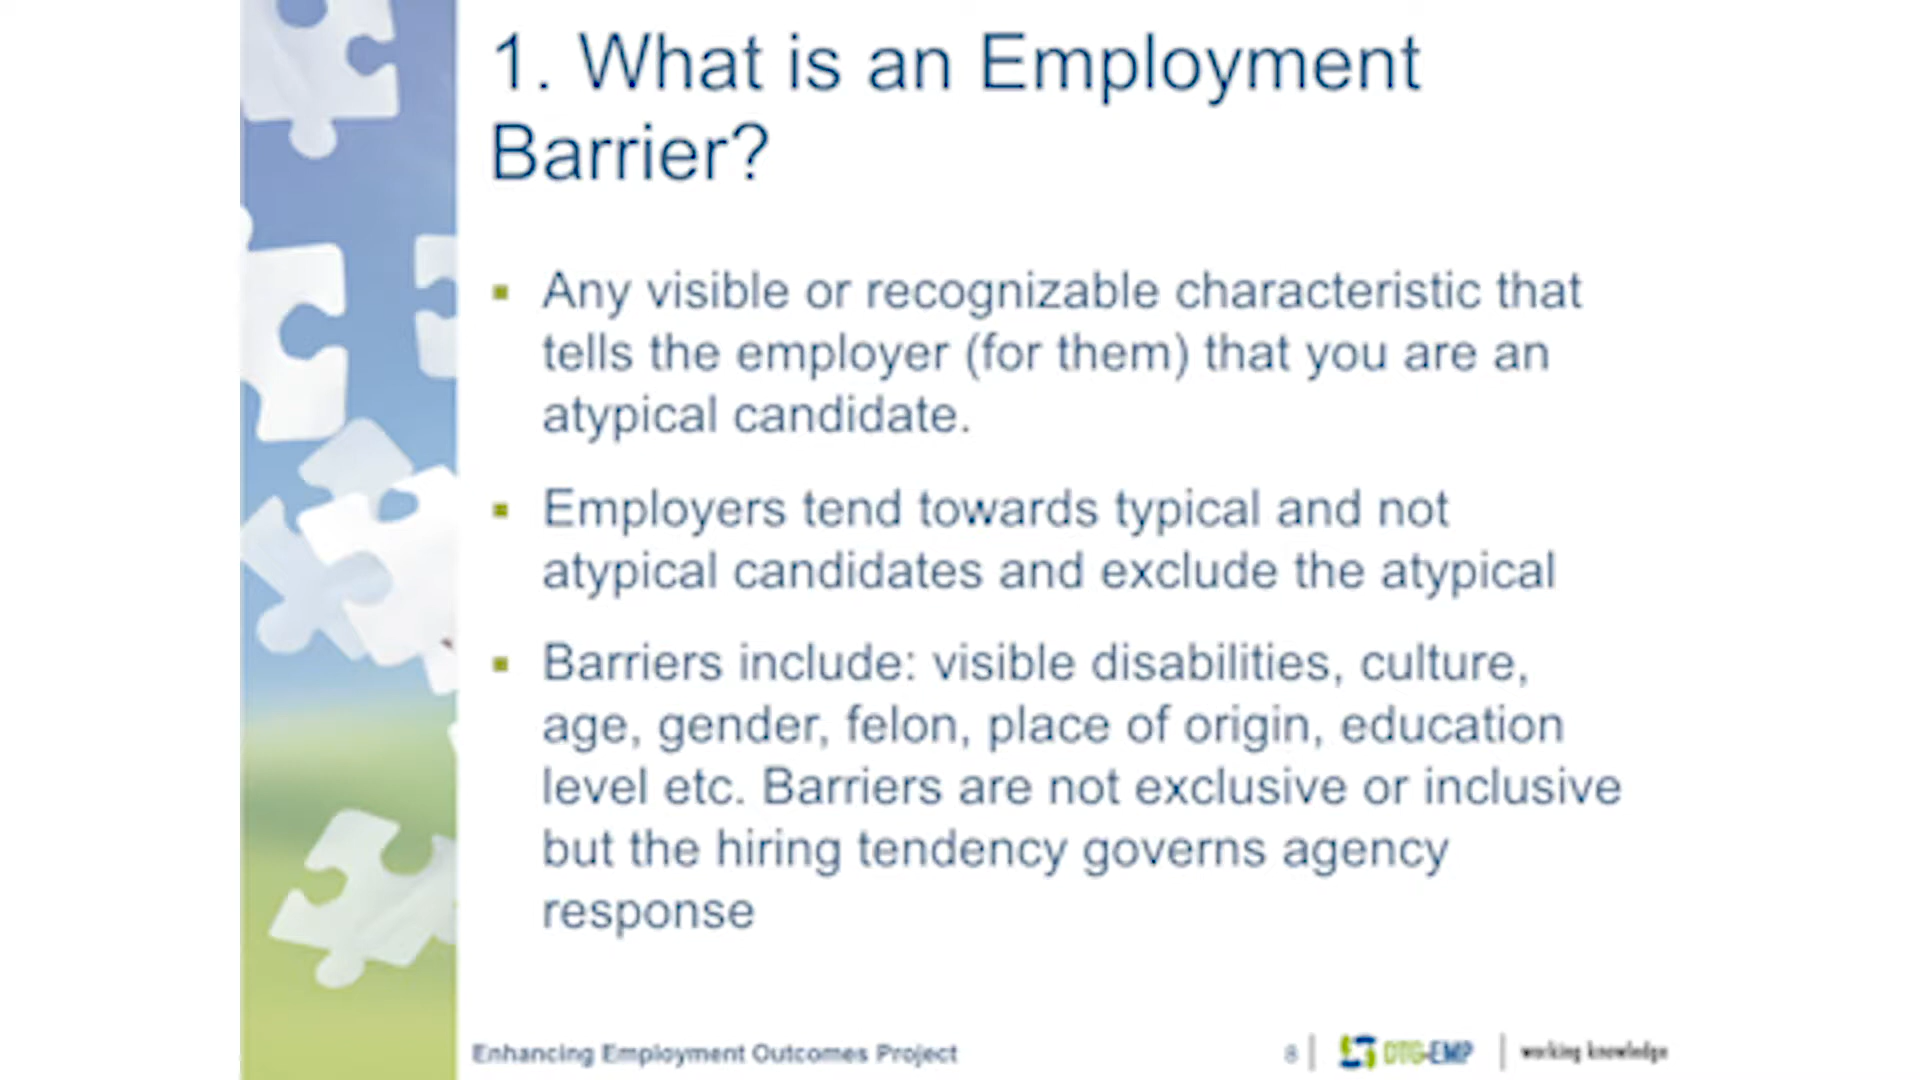 1. What is an Employment
Barrier?
▪ Any visible or recognizable characteristic that
tells the employer (for them) that you are an
atypical candidate.
▪ Employers tend towards typical and not
atypical candidates and exclude the atypical
▪ Barriers include: visible disabilities, culture,
age, gender, felon, place of origin, education
level etc. Barriers are not exclusive or inclusive
but the hiring tendency governs agency
response
Enhancing Employment Outcomes Project
8 | DTG-EMP | working knowledge